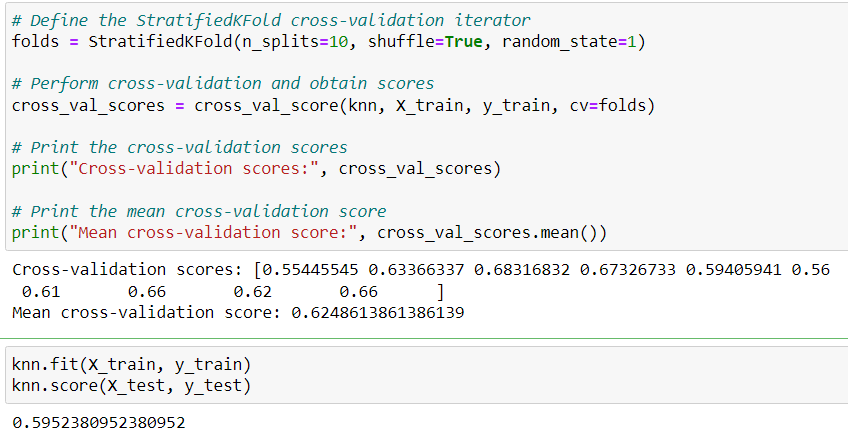 # Define the StratifiedKFold cross-validation iterator
folds = StratifiedKFold(n_splits=10, shuffle=True, random_state=1)
# Perform cross-validation and obtain scores
cross_val_scores = cross_val_score(knn, X_train, y_train, cv=folds)
# Print the cross-validation scores
print("Cross-validation scores:", cross_val_scores)
# Print the mean cross-validation score
print("Mean cross-validation score:", cross_val_scores.mean())
Cross-validation scores: [0.55445545 0.63366337 0.68316832 0.67326733 0.59405941 0.56
 0.61       0.66       0.62       0.66      ]
Mean cross-validation score: 0.6248613861386139
knn.fit(X_train, y_train)
knn.score(X_test, y_test)
0.5952380952380952